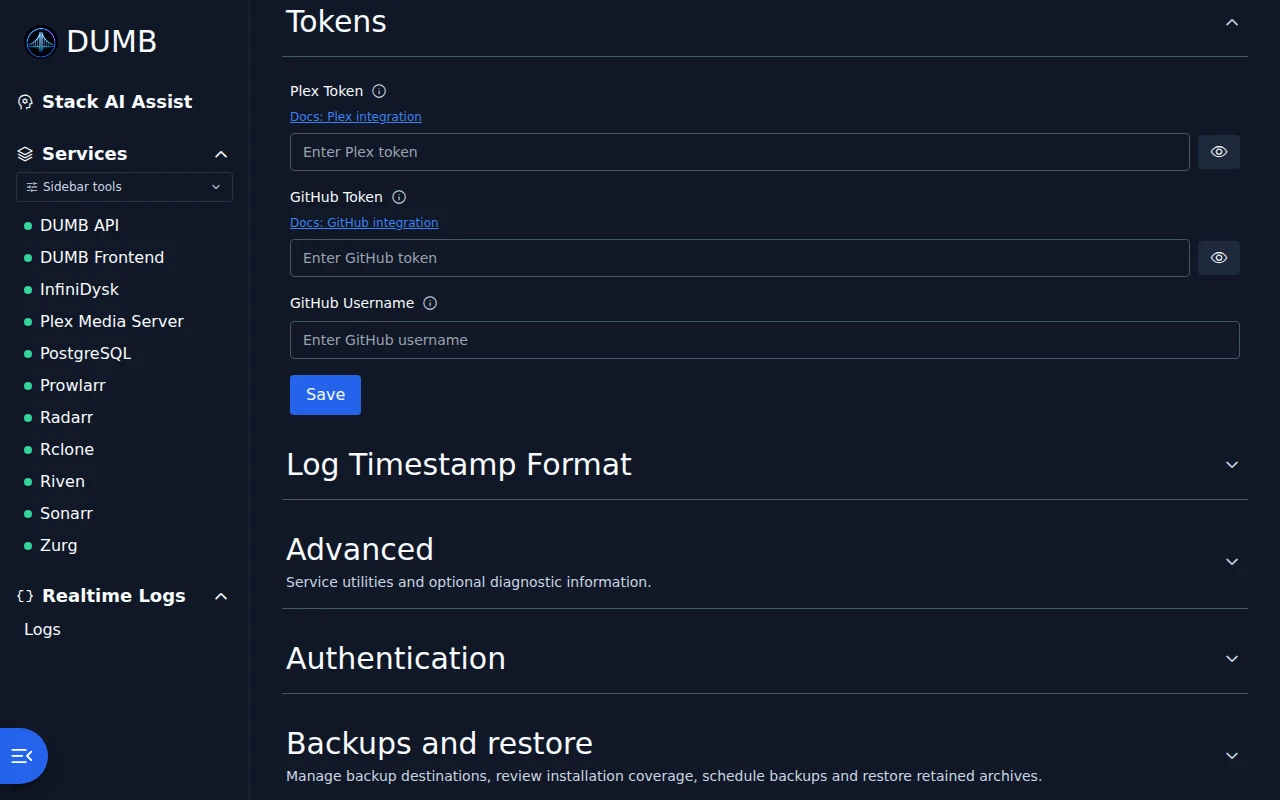 DUMB
Stack AI Assist
Services
Sidebar tools
DUMB API
DUMB Frontend
InfiniDysk
Plex Media Server
PostgreSQL
Prowlarr
Radarr
Rclone
Riven
Sonarr
Zurg
Realtime Logs
Logs
Tokens
Plex Token
Docs: Plex integration
Enter Plex token
GitHub Token
Docs: GitHub integration
Enter GitHub token
GitHub Username
Enter GitHub username
Save
Log Timestamp Format
Advanced
Service utilities and optional diagnostic information.
Authentication
Backups and restore
Manage backup destinations, review installation coverage, schedule backups and restore retained archives.